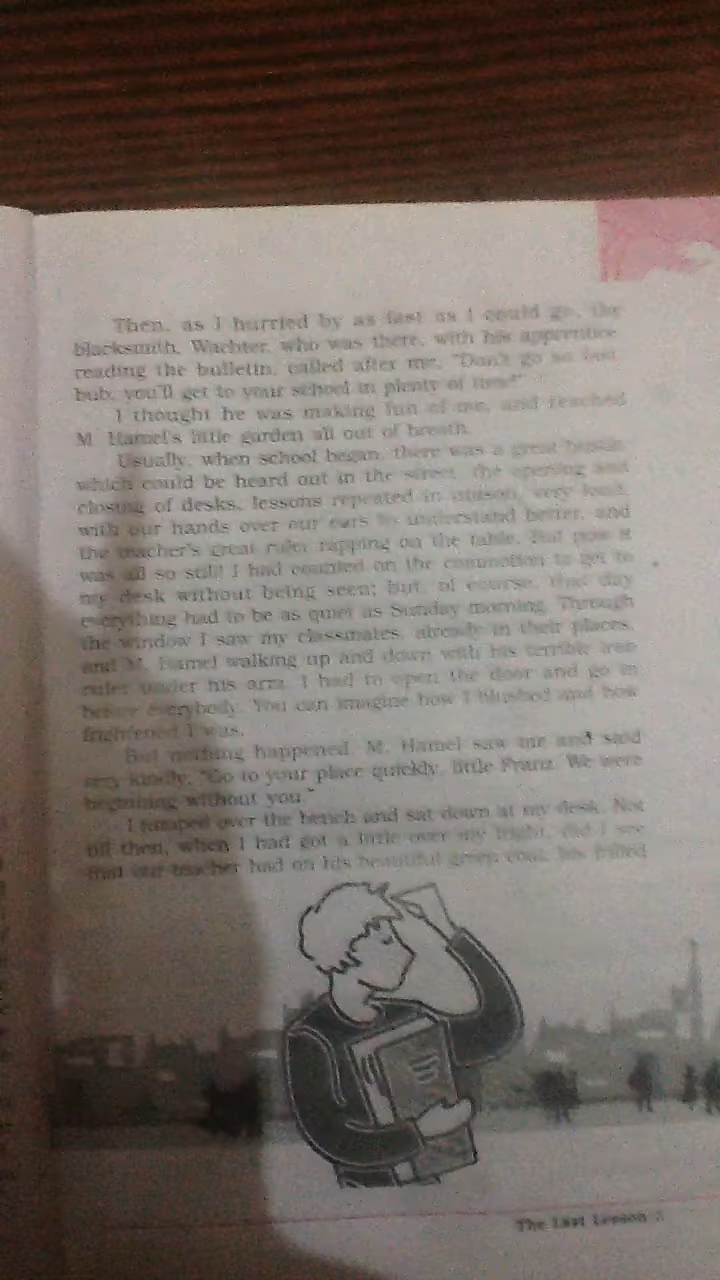 Then, as I hurried by as fast as I could go, the
blacksmith, Wachter, who was there, with his apprentice,
reading the bulletin, called after me, "Don't go so fast,
bub; you'll get to your school in plenty of time!"
I thought he was making fun of me, and reached
M. Hamel's little garden all out of breath.
Usually, when school began, there was a great bustle,
which could be heard out in the street, the opening and
closing of desks, lessons repeated in unison, very loud,
with our hands over our ears to understand better, and
the teacher's great ruler rapping on the table. But now it
was all so still! I had counted on the commotion to get to
my desk without being seen; but, of course, that day
everything had to be as quiet as Sunday morning. Through
the window I saw my classmates, already in their places,
and M. Hamel walking up and down with his terrible iron
ruler under his arm. I had to open the door and go in
before everybody. You can imagine how I blushed and how
frightened I was.
But nothing happened. M. Hamel saw me and said
very kindly, "Go to your place quickly, little Franz. We were
beginning without you."
I jumped over the bench and sat down at my desk. Not
till then, when I had got a little over my fright, did I see
that our teacher had on his beautiful green coat, his frilled
The Last Lesson